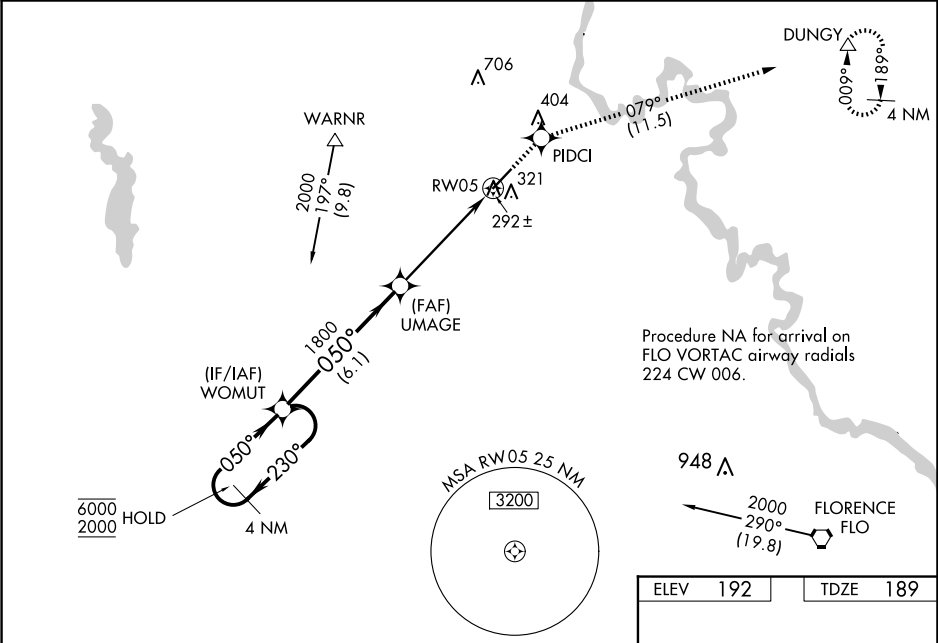 DUNGY
009°
189°
4 NM
706
404
079°
(11.5)
PIDCI
WARNR
2000
197°
(9.8)
RW05
321
292 ±
(FAF)
UMAGE
1800
050°
(6.1)
Procedure NA for arrival on
FLO VORTAC airway radials
224 CW 006.
(IF/IAF)
WOMUT
050°
230°
6000
2000
HOLD
4 NM
MSA RW05 25 NM
3200
948
2000
290°
(19.8)
FLORENCE
FLO
ELEV 192
TDZE 189